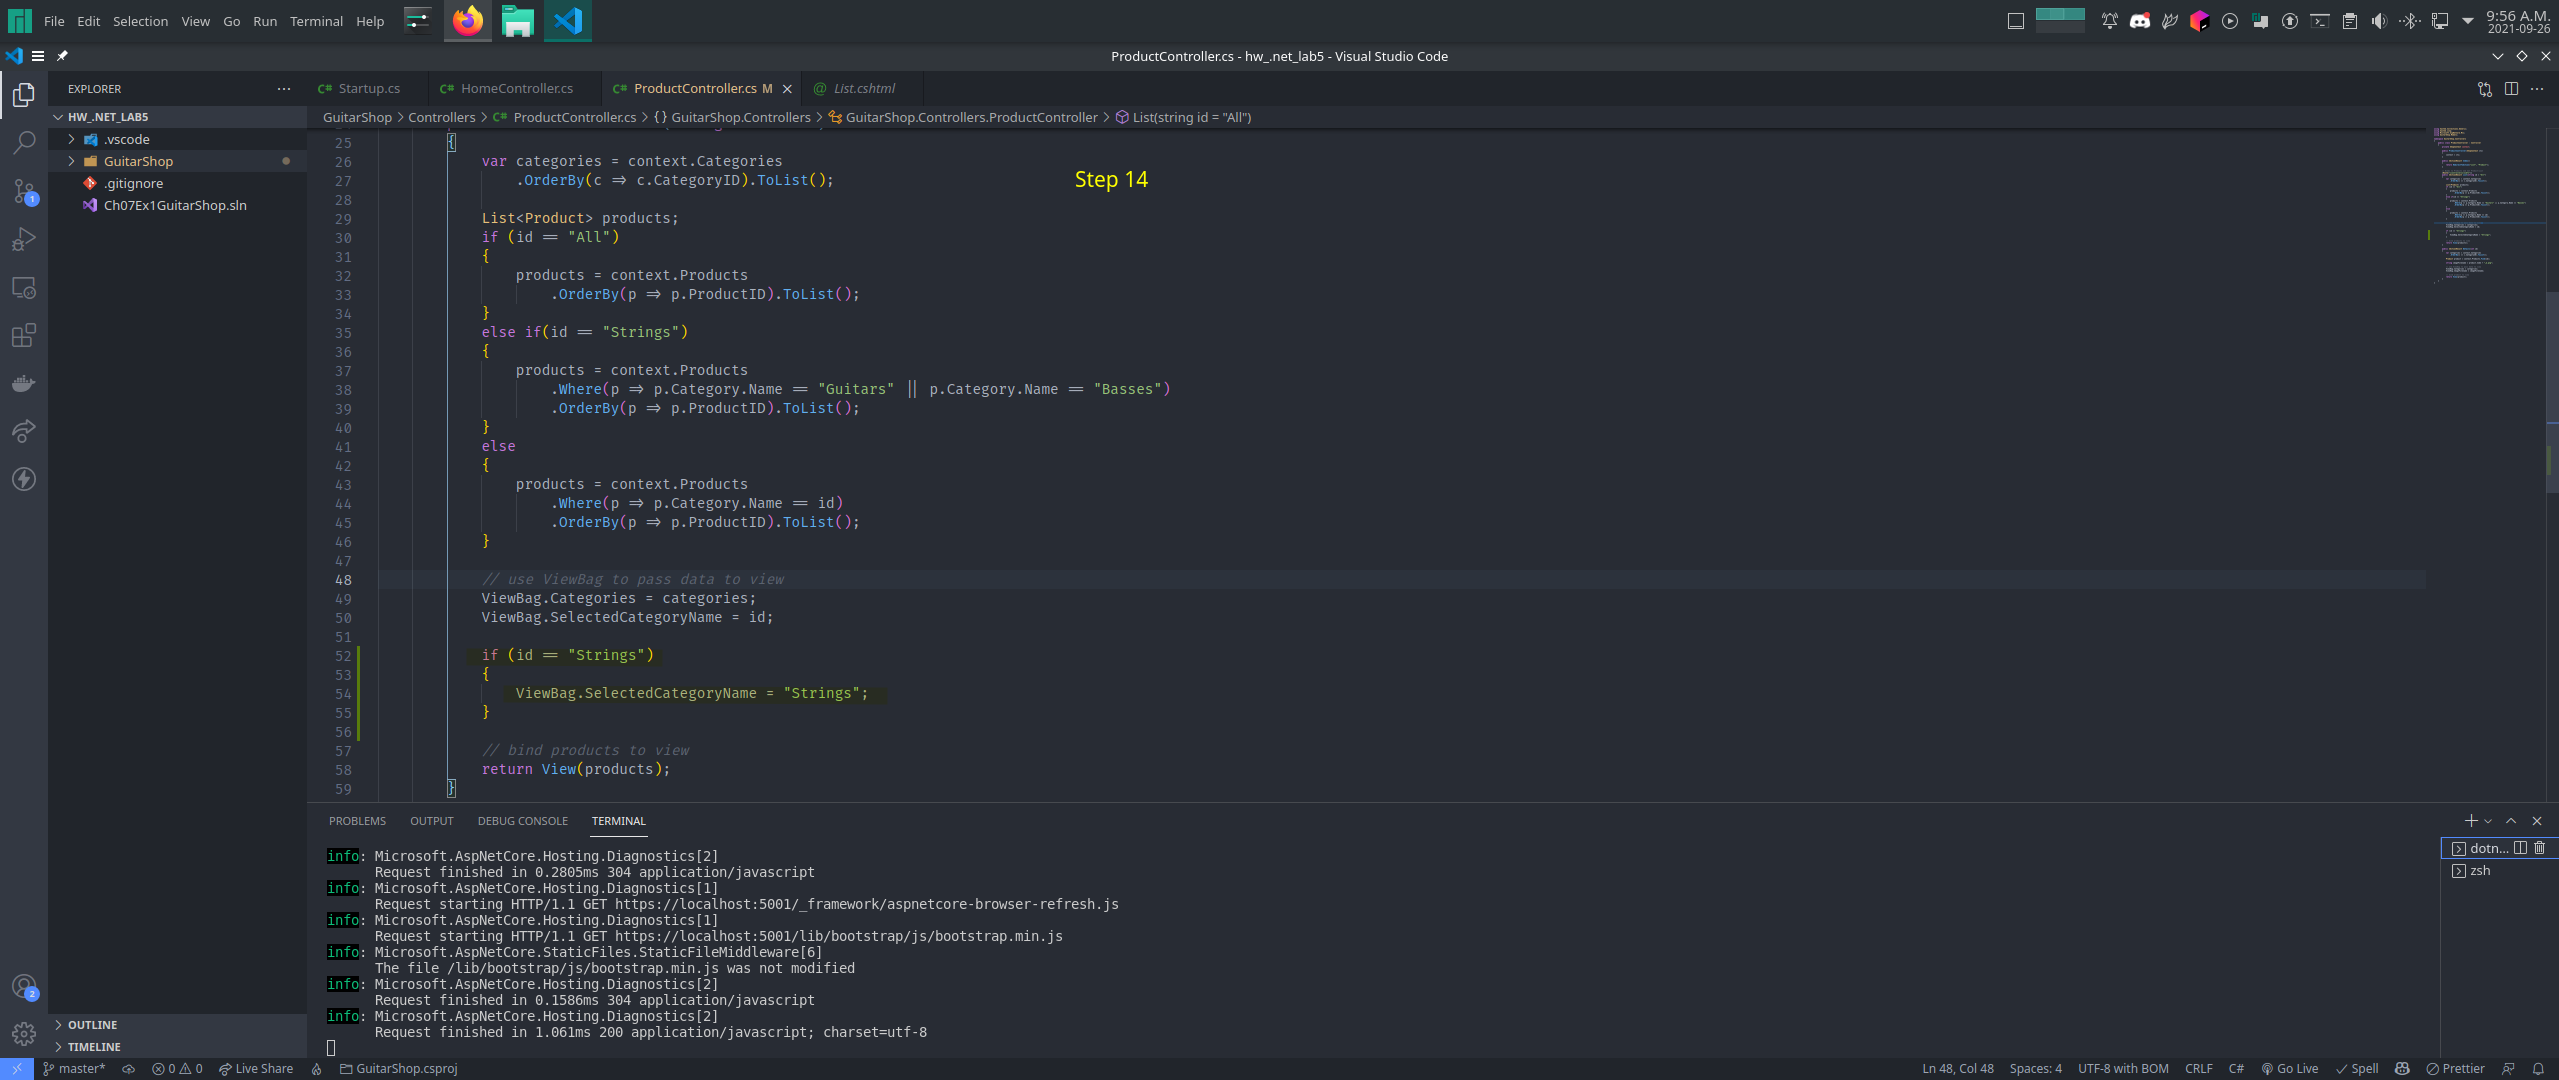 File Edit Selection View Go Run Terminal Help
9:56 A.M.
2021-09-26
ProductController.cs - hw_.net_lab5 - Visual Studio Code
EXPLORER
HW_.NET_LAB5
.vscode
GuitarShop
.gitignore
Ch07Ex1GuitarShop.sln
1
2
OUTLINE
TIMELINE
C# Startup.cs C# HomeController.cs C# ProductController.cs M @ List.cshtml
GuitarShop > Controllers > C# ProductController.cs > {} GuitarShop.Controllers > GuitarShop.Controllers.ProductController > List(string id = "All")
25 {
26 var categories = context.Categories
27 .OrderBy(c => c.CategoryID).ToList();
Step 14
28
29 List<Product> products;
30 if (id == "All")
31 {
32 products = context.Products
33 .OrderBy(p => p.ProductID).ToList();
34 }
35 else if(id == "Strings")
36 {
37 products = context.Products
38 .Where(p => p.Category.Name == "Guitars" || p.Category.Name == "Basses")
39 .OrderBy(p => p.ProductID).ToList();
40 }
41 else
42 {
43 products = context.Products
44 .Where(p => p.Category.Name == id)
45 .OrderBy(p => p.ProductID).ToList();
46 }
47
48 // use ViewBag to pass data to view
49 ViewBag.Categories = categories;
50 ViewBag.SelectedCategoryName = id;
51
52 if (id == "Strings")
53 {
54 ViewBag.SelectedCategoryName = "Strings";
55 }
56
57 // bind products to view
58 return View(products);
59 }
PROBLEMS OUTPUT DEBUG CONSOLE TERMINAL
info: Microsoft.AspNetCore.Hosting.Diagnostics[2]
Request finished in 0.2805ms 304 application/javascript
info: Microsoft.AspNetCore.Hosting.Diagnostics[1]
Request starting HTTP/1.1 GET https://localhost:5001/_framework/aspnetcore-browser-refresh.js
info: Microsoft.AspNetCore.Hosting.Diagnostics[1]
Request starting HTTP/1.1 GET https://localhost:5001/lib/bootstrap/js/bootstrap.min.js
info: Microsoft.AspNetCore.StaticFiles.StaticFileMiddleware[6]
The file /lib/bootstrap/js/bootstrap.min.js was not modified
info: Microsoft.AspNetCore.Hosting.Diagnostics[2]
Request finished in 0.1586ms 304 application/javascript
info: Microsoft.AspNetCore.Hosting.Diagnostics[2]
Request finished in 1.061ms 200 application/javascript; charset=utf-8
dotn...
zsh
master* 0 0 Live Share GuitarShop.csproj
Ln 48, Col 48 Spaces: 4 UTF-8 with BOM CRLF C# Go Live Spell Prettier